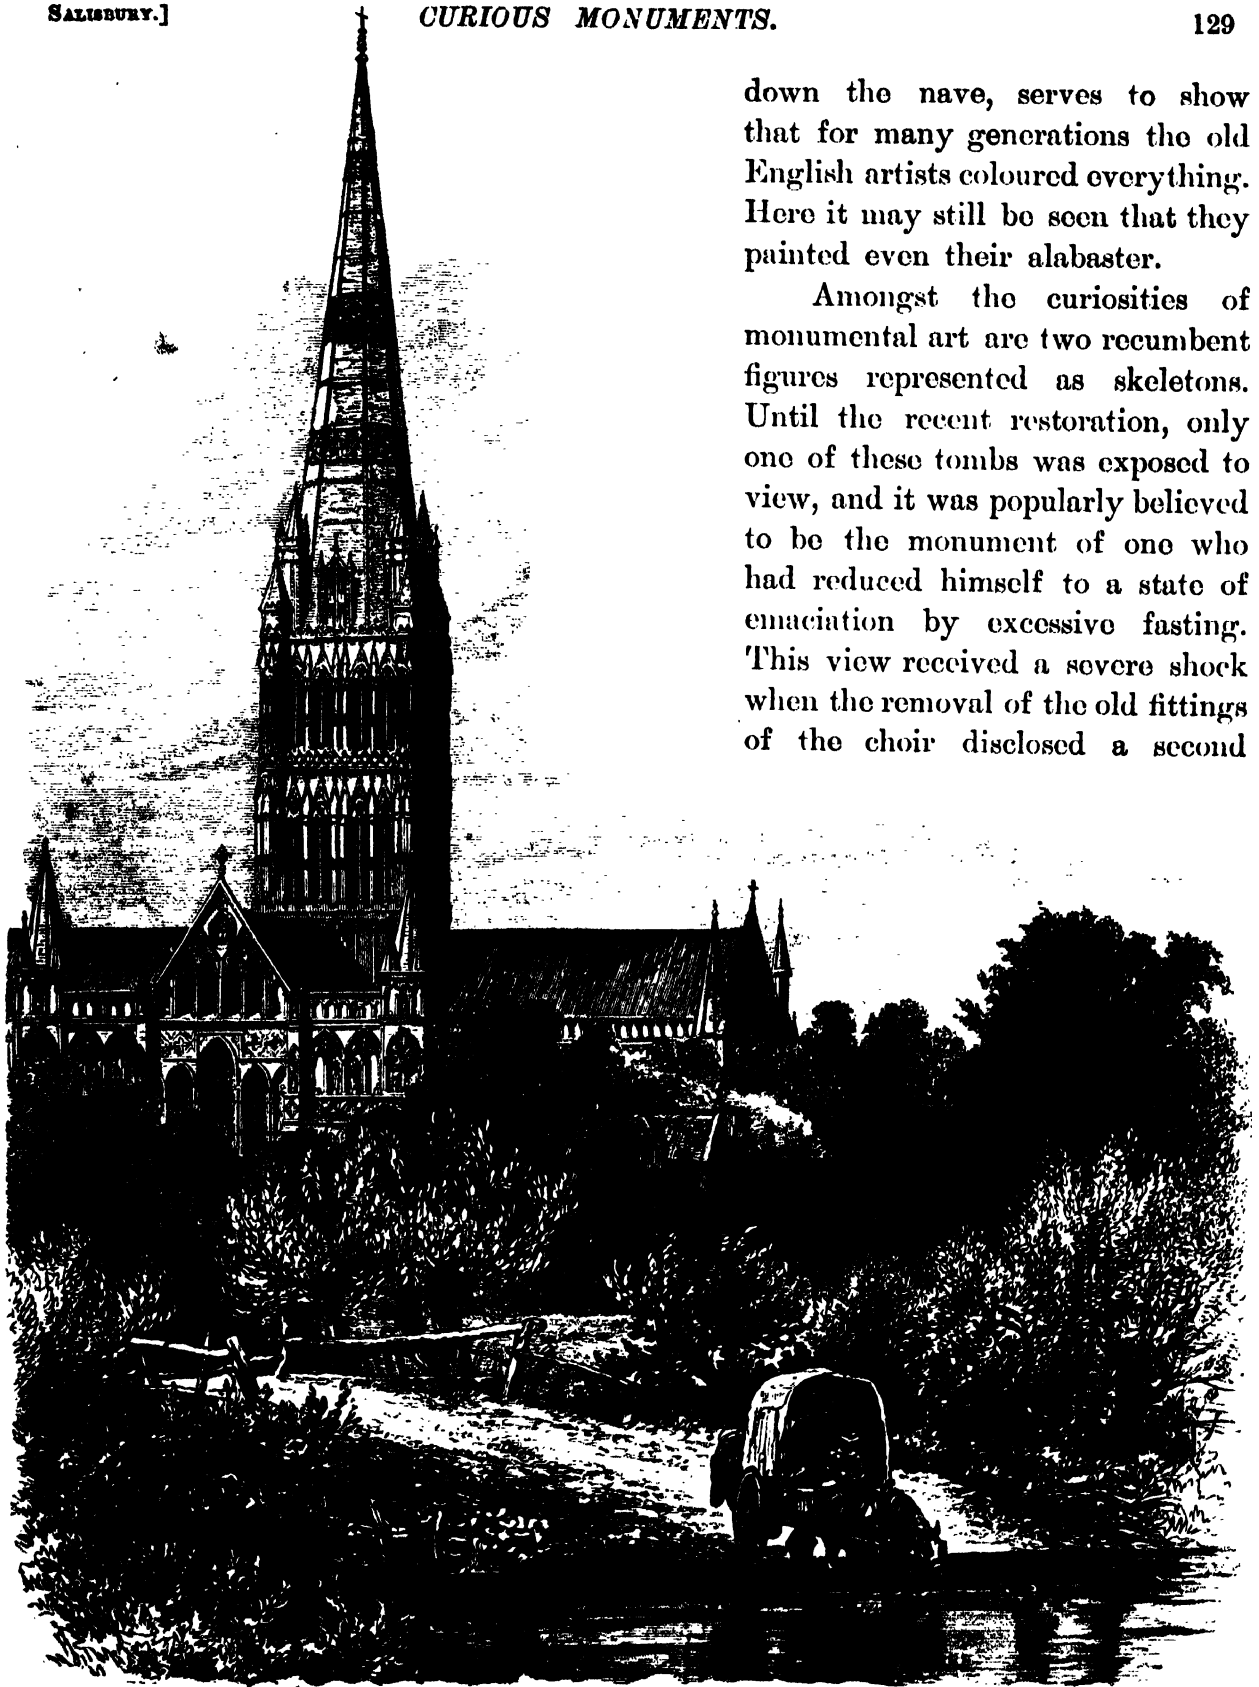 SALISBURY.]
CURIOUS MONUMENTS.
129
down the nave, serves to show
that for many generations the old
English artists coloured everything.
Here it may still be seen that they
painted even their alabaster.
Amongst the curiosities of
monumental art are two recumbent
figures represented as skeletons.
Until the recent restoration, only
one of these tombs was exposed to
view, and it was popularly believed
to be the monument of one who
had reduced himself to a state of
emaciation by excessive fasting.
This view received a severe shock
when the removal of the old fittings
of the choir disclosed a second